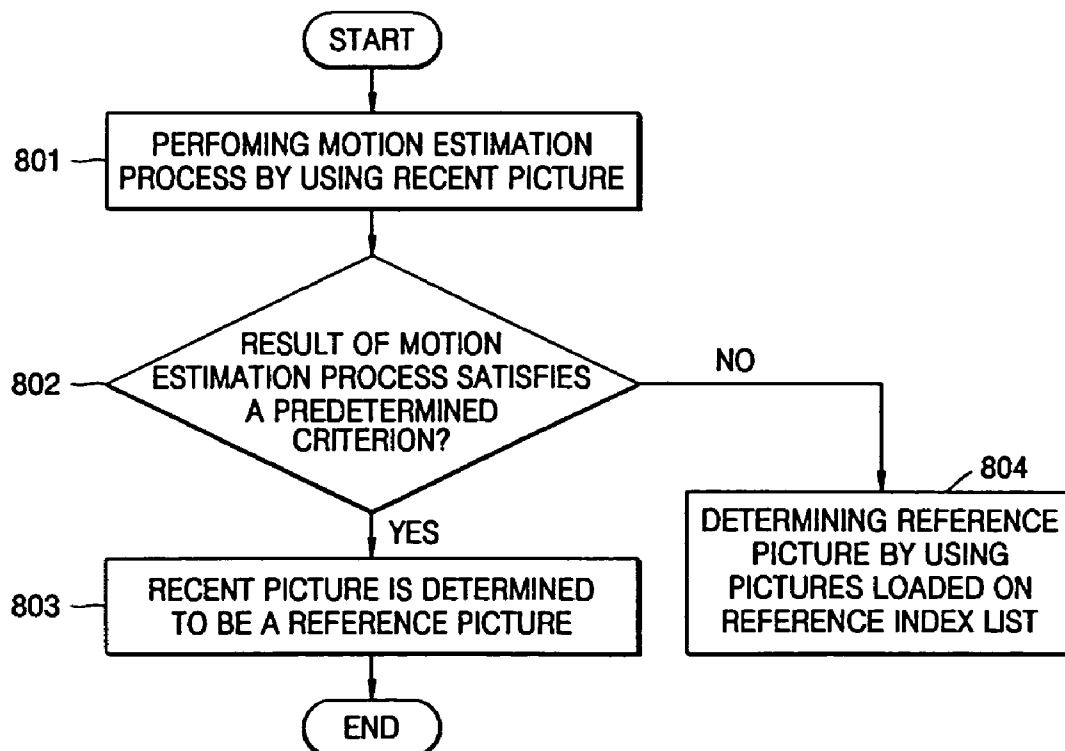 START
801
PERFOMING MOTION ESTIMATION
PROCESS BY USING RECENT PICTURE
802
RESULT OF MOTION
ESTIMATION PROCESS SATISFIES
A PREDETERMINED
CRITERION?
NO
YES
804
DETERMINING REFERENCE
PICTURE BY USING
PICTURES LOADED ON
REFERENCE INDEX LIST
803
RECENT PICTURE IS DETERMINED
TO BE A REFERENCE PICTURE
END